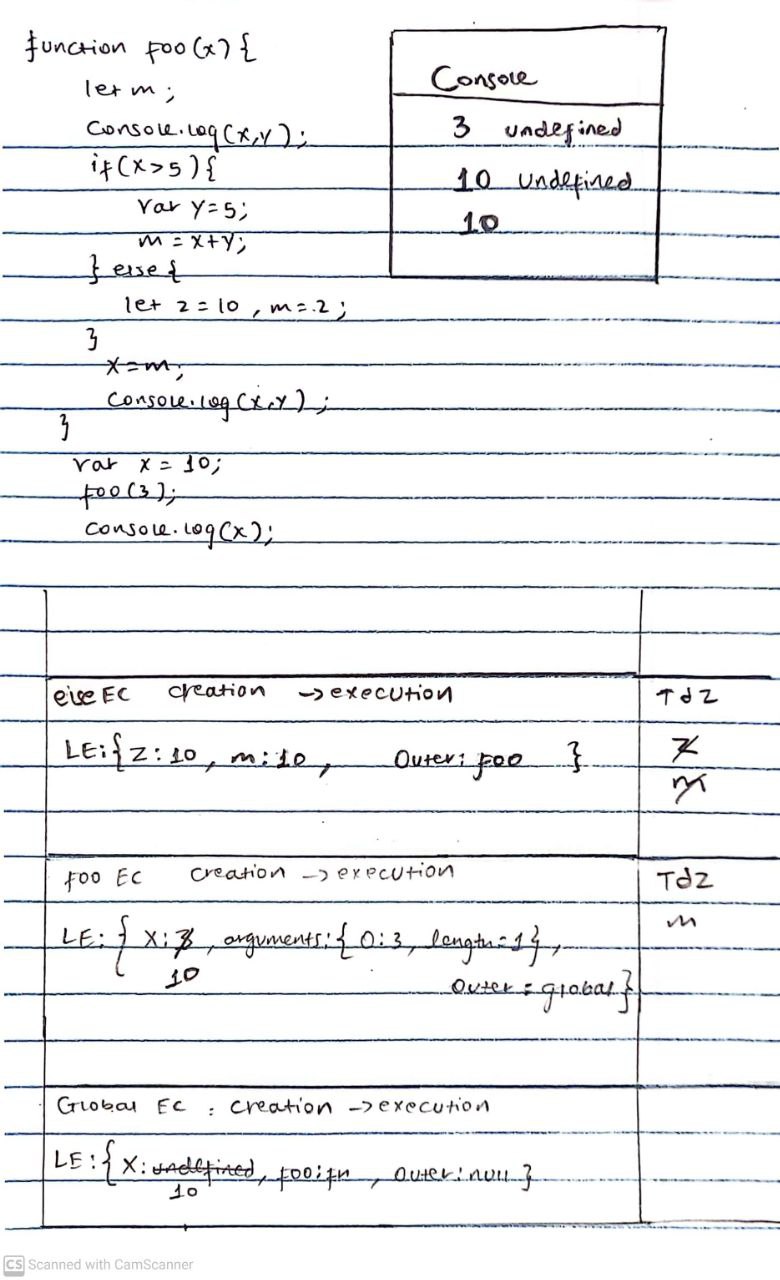 function foo(x) {
let m ;
Console.log(x,y) ;
if(x>5) {
var y=5;
m = x+y;
} else {
let z = 10 , m = 2 ;
}
x=m;
Console.log(x,y) ;
}
var x = 10;
foo(3);
console.log(x);
Console
3 undefined
10 undefined
10
else EC creation → execution
LE:{ z : 10 , m : 10 , Outer: foo }
Tdz
z
m
foo EC creation → execution
LE: { x: 3 , arguments: { 0: 3, length = 1 } ,
10
Outer = global }
Tdz
m
Global EC : creation → execution
LE : { x: undefined, foo: fn , outer: null }
10
CS Scanned with CamScanner